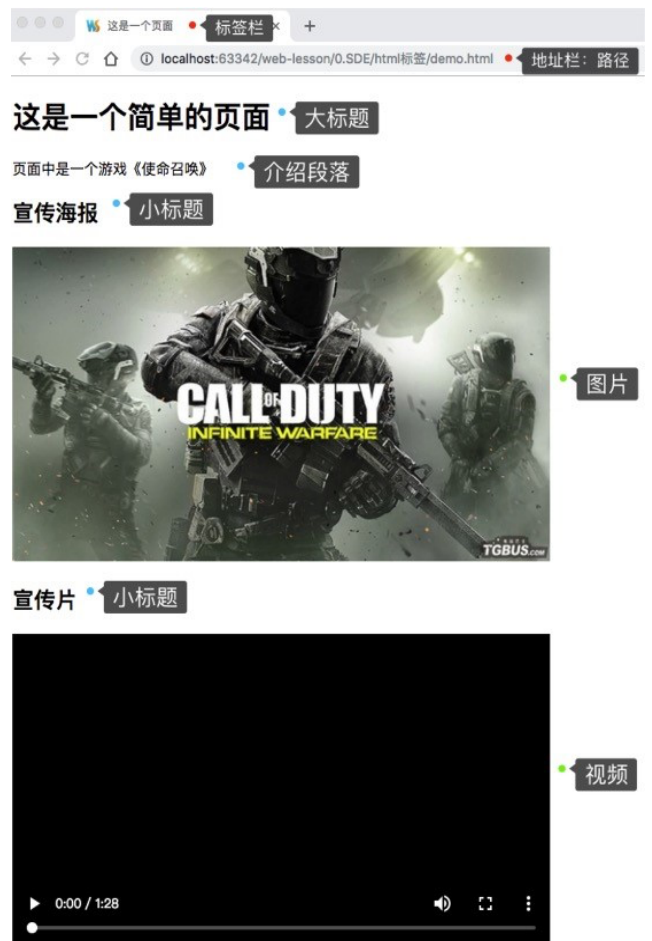 这是一个页面 标签栏 × +
localhost:63342/web-lesson/0.SDE/html标签/demo.html 地址栏：路径
这是一个简单的页面 大标题
页面中是一个游戏《使命召唤》 介绍段落
宣传海报 小标题
CALL OF DUTY
INFINITE WARFARE
图片
TGBUS.COM
宣传片 小标题
视频
0:00 / 1:28